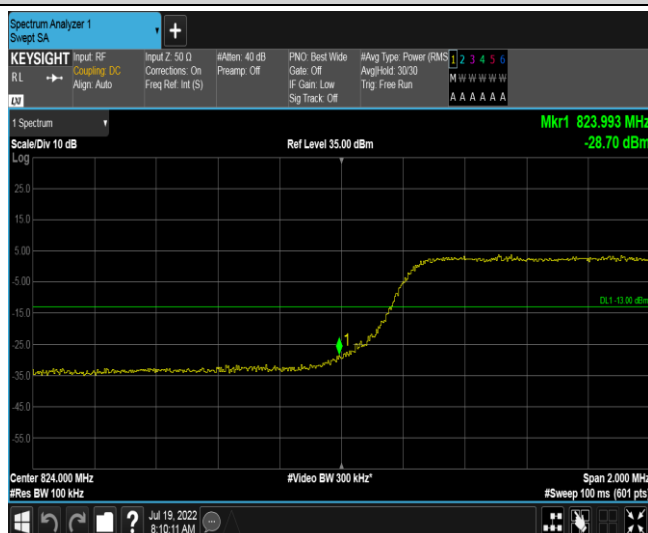 Spectrum Analyzer 1
Swept SA
+
KEYSIGHT
RL
Input: RF
Coupling: DC
Align: Auto
Input Z: 50 Ω
Corrections: On
Freq Ref: Int (S)
#Atten: 40 dB
Preamp: Off
PNO: Best Wide
Gate: Off
IF Gain: Low
Sig Track: Off
#Avg Type: Power (RMS
Avg|Hold: 30/30
Trig: Free Run
1 2 3 4 5 6
M W W W W W
A A A A A A
1 Spectrum
Scale/Div 10 dB
Ref Level 35.00 dBm
Mkr1 823.993 MHz
-28.70 dBm
Log
25.0
15.0
5.00
-5.00
DL1 -13.00 dBm
-15.0
1
-25.0
-35.0
-45.0
-55.0
Center 824.000 MHz
#Video BW 300 kHz*
Span 2.000 MHz
#Res BW 100 kHz
#Sweep 100 ms (601 pts)
?
Jul 19, 2022
8:10:11 AM